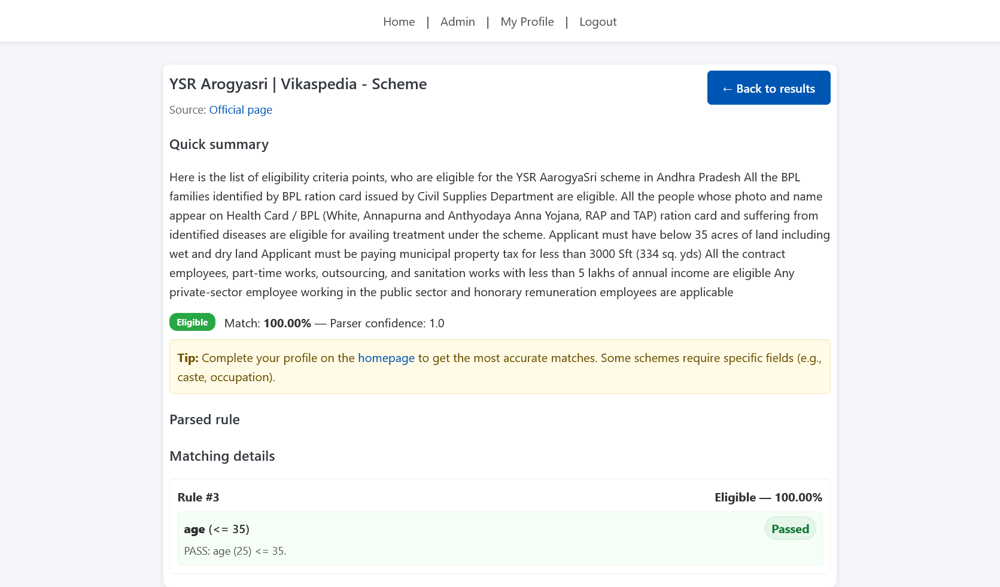 Home | Admin | My Profile | Logout
YSR Arogyasri | Vikaspedia - Scheme
← Back to results
Source: Official page
Quick summary
Here is the list of eligibility criteria points, who are eligible for the YSR AarogyaSri scheme in Andhra Pradesh All the BPL
families identified by BPL ration card issued by Civil Supplies Department are eligible. All the people whose photo and name
appear on Health Card / BPL (White, Annapurna and Anthyodaya Anna Yojana, RAP and TAP) ration card and suffering from
identified diseases are eligible for availing treatment under the scheme. Applicant must have below 35 acres of land including
wet and dry land Applicant must be paying municipal property tax for less than 3000 Sft (334 sq. yds) All the contract
employees, part-time works, outsourcing, and sanitation works with less than 5 lakhs of annual income are eligible Any
private-sector employee working in the public sector and honorary remuneration employees are applicable
Eligible Match: 100.00% — Parser confidence: 1.0
Tip: Complete your profile on the homepage to get the most accurate matches. Some schemes require specific fields (e.g.,
caste, occupation).
Parsed rule
Matching details
Rule #3 Eligible — 100.00%
age (<= 35) Passed
PASS: age (25) <= 35.